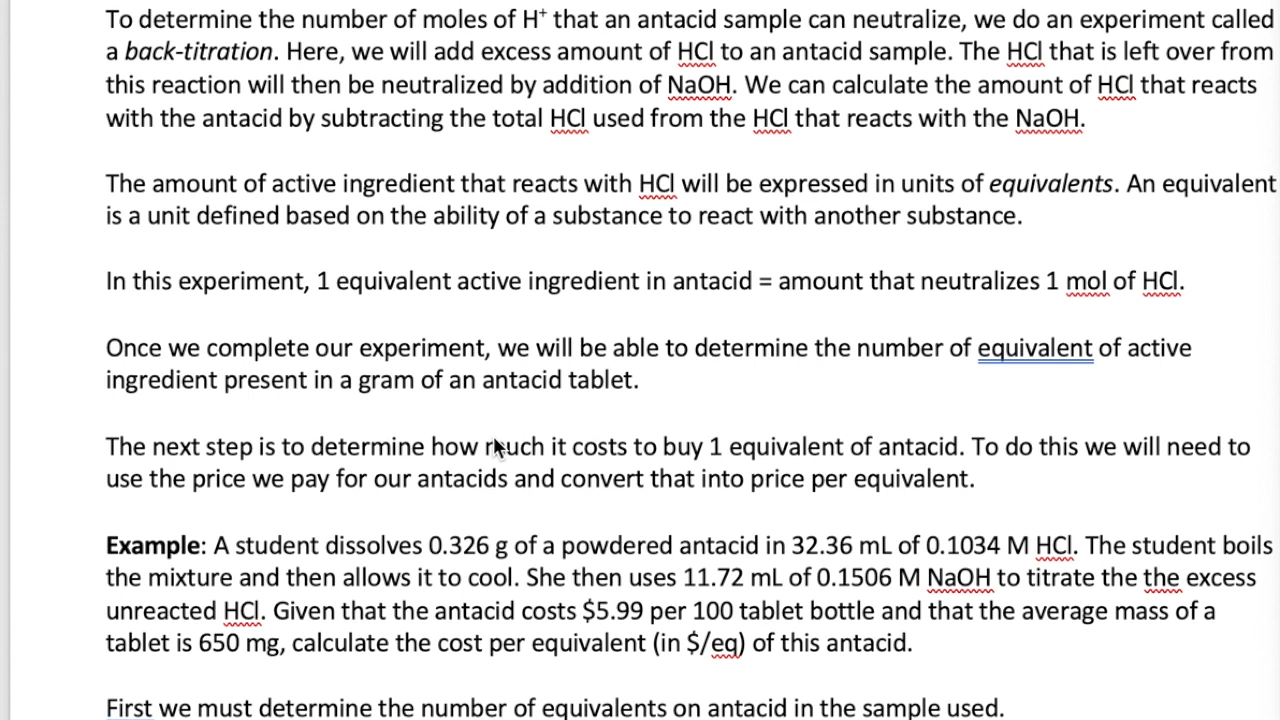 To determine the number of moles of H⁺ that an antacid sample can neutralize, we do an experiment called
a back-titration. Here, we will add excess amount of HCl to an antacid sample. The HCl that is left over from
this reaction will then be neutralized by addition of NaOH. We can calculate the amount of HCl that reacts
with the antacid by subtracting the total HCl used from the HCl that reacts with the NaOH.
The amount of active ingredient that reacts with HCl will be expressed in units of equivalents. An equivalent
is a unit defined based on the ability of a substance to react with another substance.
In this experiment, 1 equivalent active ingredient in antacid = amount that neutralizes 1 mol of HCl.
Once we complete our experiment, we will be able to determine the number of equivalent of active
ingredient present in a gram of an antacid tablet.
The next step is to determine how much it costs to buy 1 equivalent of antacid. To do this we will need to
use the price we pay for our antacids and convert that into price per equivalent.
Example: A student dissolves 0.326 g of a powdered antacid in 32.36 mL of 0.1034 M HCl. The student boils
the mixture and then allows it to cool. She then uses 11.72 mL of 0.1506 M NaOH to titrate the the excess
unreacted HCl. Given that the antacid costs $5.99 per 100 tablet bottle and that the average mass of a
tablet is 650 mg, calculate the cost per equivalent (in $/eq) of this antacid.
First we must determine the number of equivalents on antacid in the sample used.